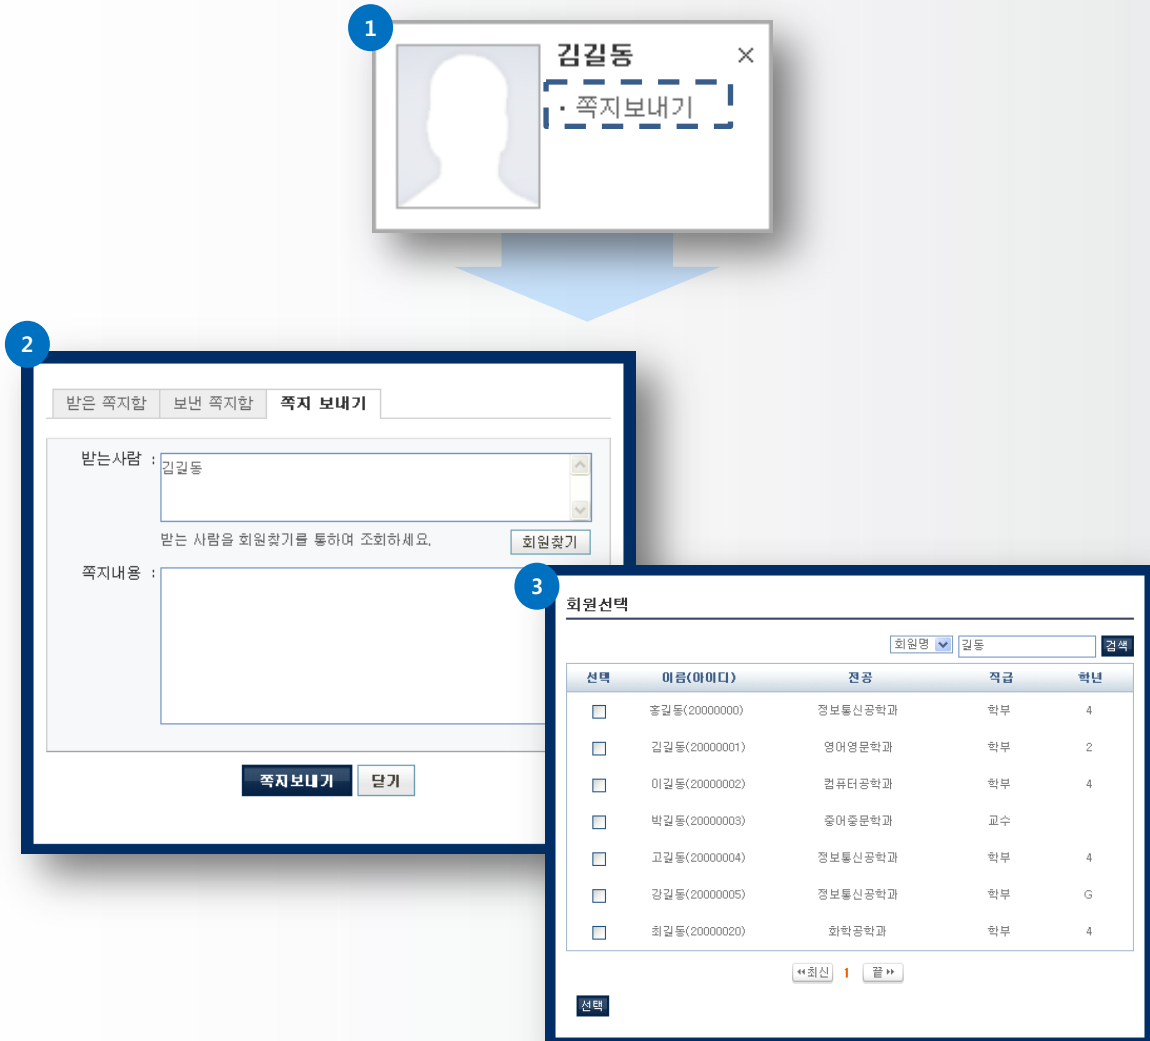 1
김길동 ×
· 쪽지보내기
2
받은 쪽지함 보낸 쪽지함 쪽지 보내기
받는사람 : 김길동
받는 사람을 회원찾기를 통하여 조회하세요. 회원찾기
쪽지내용 :
쪽지보내기 닫기
3
회원선택
회원명 길동 검색
선택 이름(아이디) 전공 직급 학년
홍길동(20000000) 정보통신공학과 학부 4
김길동(20000001) 영어영문학과 학부 2
이길동(20000002) 컴퓨터공학과 학부 4
박길동(20000003) 중어중문학과 교수
고길동(20000004) 정보통신공학과 학부 4
강길동(20000005) 정보통신공학과 학부 G
최길동(20000020) 화학공학과 학부 4
최신 1 끝
선택